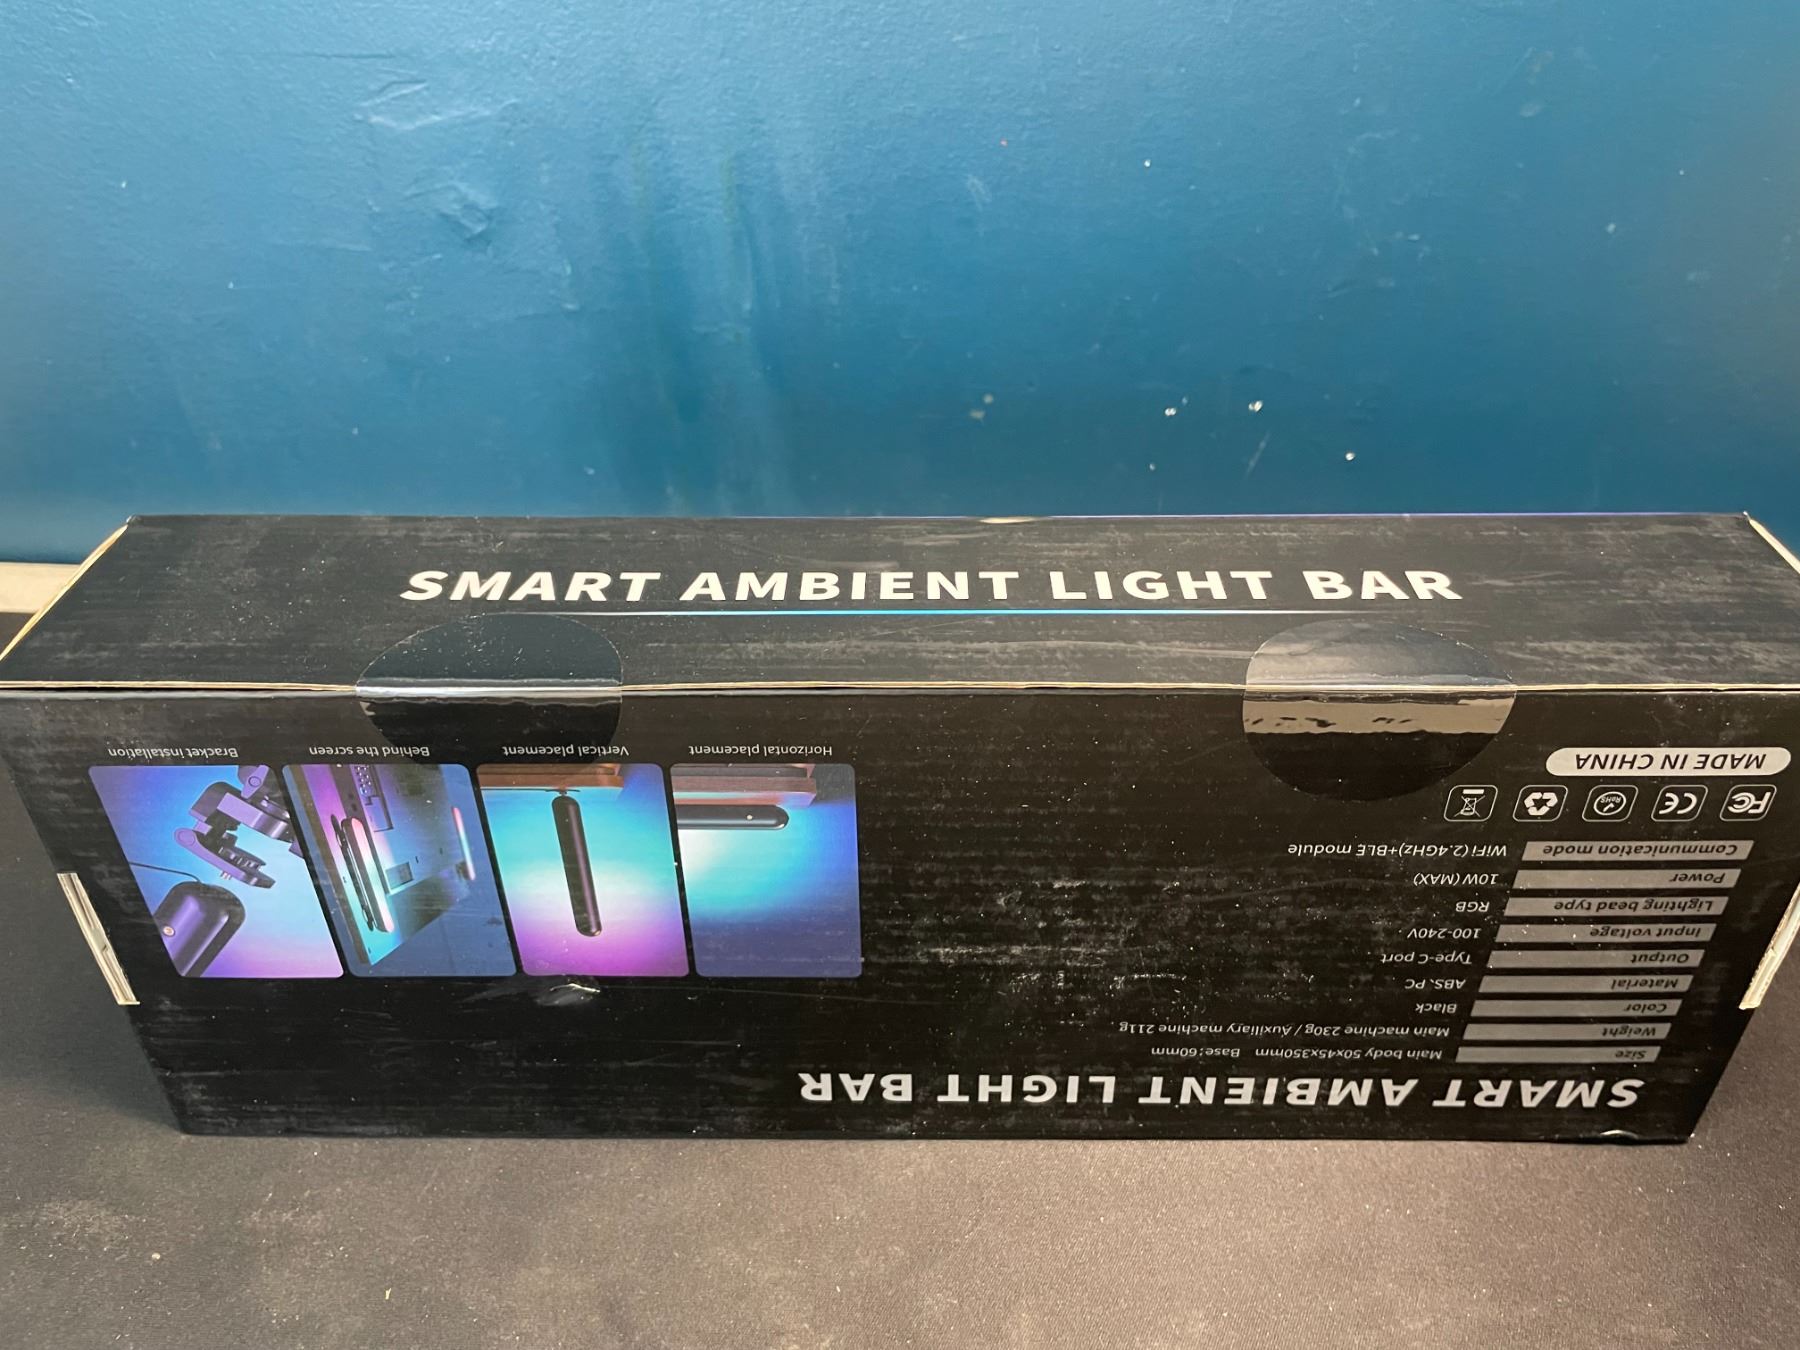 SMART AMBIENT LIGHT BAR
SMART AMBIENT LIGHT BAR
Size Main body 50x45x350mm Base:60mm
Weight Main machine 230g / Auxiliary machine 211g
Color Black
Material ABS、PC
Output Type-C port
Input voltage 100-240V
Lighting bead type RGB
Power 10W (MAX)
Communication mode WiFi (2.4GHz)+BLE module
FC CE RoHS
MADE IN CHINA
Horizontal placement
Vertical placement
Behind the screen
Bracket installation